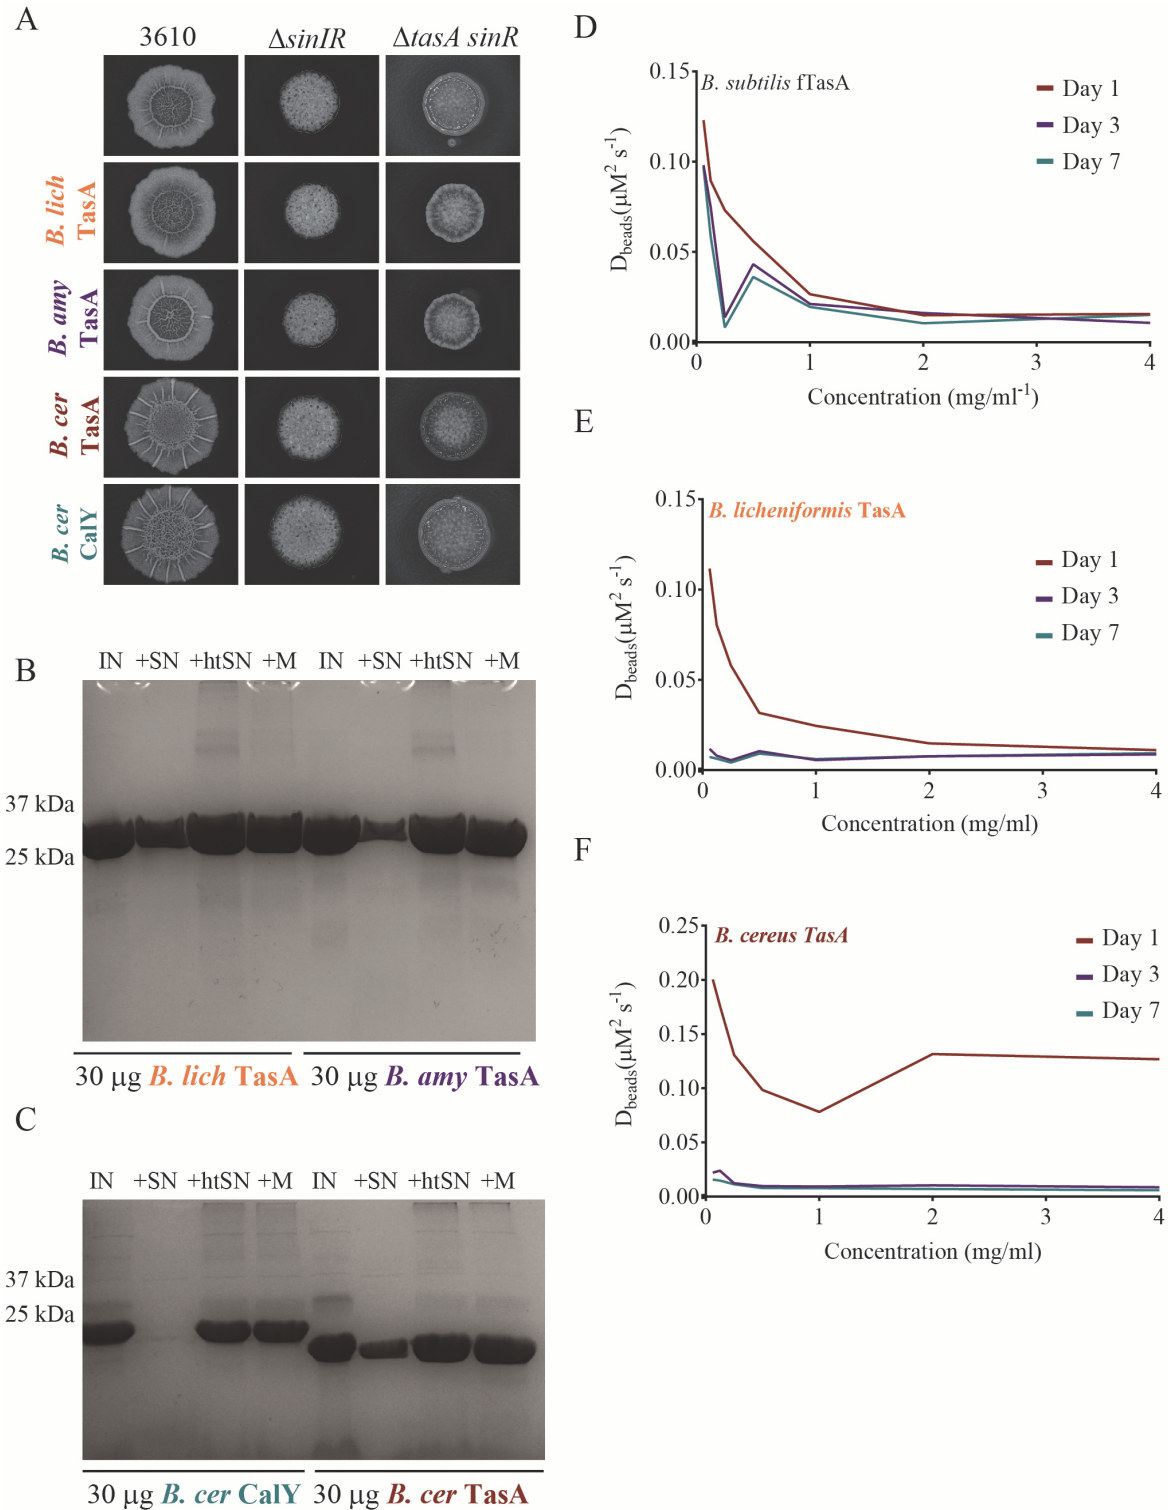 A
3610 ΔsinIR ΔtasA sinR
B. lich
TasA
B. amy
TasA
B. cer
TasA
B. cer
CalY
B
IN +SN +htSN +M IN +SN +htSN +M
37 kDa
25 kDa
30 µg B. lich TasA 30 µg B. amy TasA
C
IN +SN +htSN +M IN +SN +htSN +M
37 kDa
25 kDa
30 µg B. cer CalY 30 µg B. cer TasA
D
B. subtilis fTasA
Day 1
Day 3
Day 7
0.15
0.10
0.05
0.00
Dbeads(µM² s⁻¹)
0 1 2 3 4
Concentration (mg/ml⁻¹)
E
B. licheniformis TasA
Day 1
Day 3
Day 7
0.15
0.10
0.05
0.00
Dbeads(µM² s⁻¹)
0 1 2 3 4
Concentration (mg/ml)
F
B. cereus TasA
Day 1
Day 3
Day 7
0.25
0.20
0.15
0.10
0.05
0.00
Dbeads(µM² s⁻¹)
0 1 2 3 4
Concentration (mg/ml)